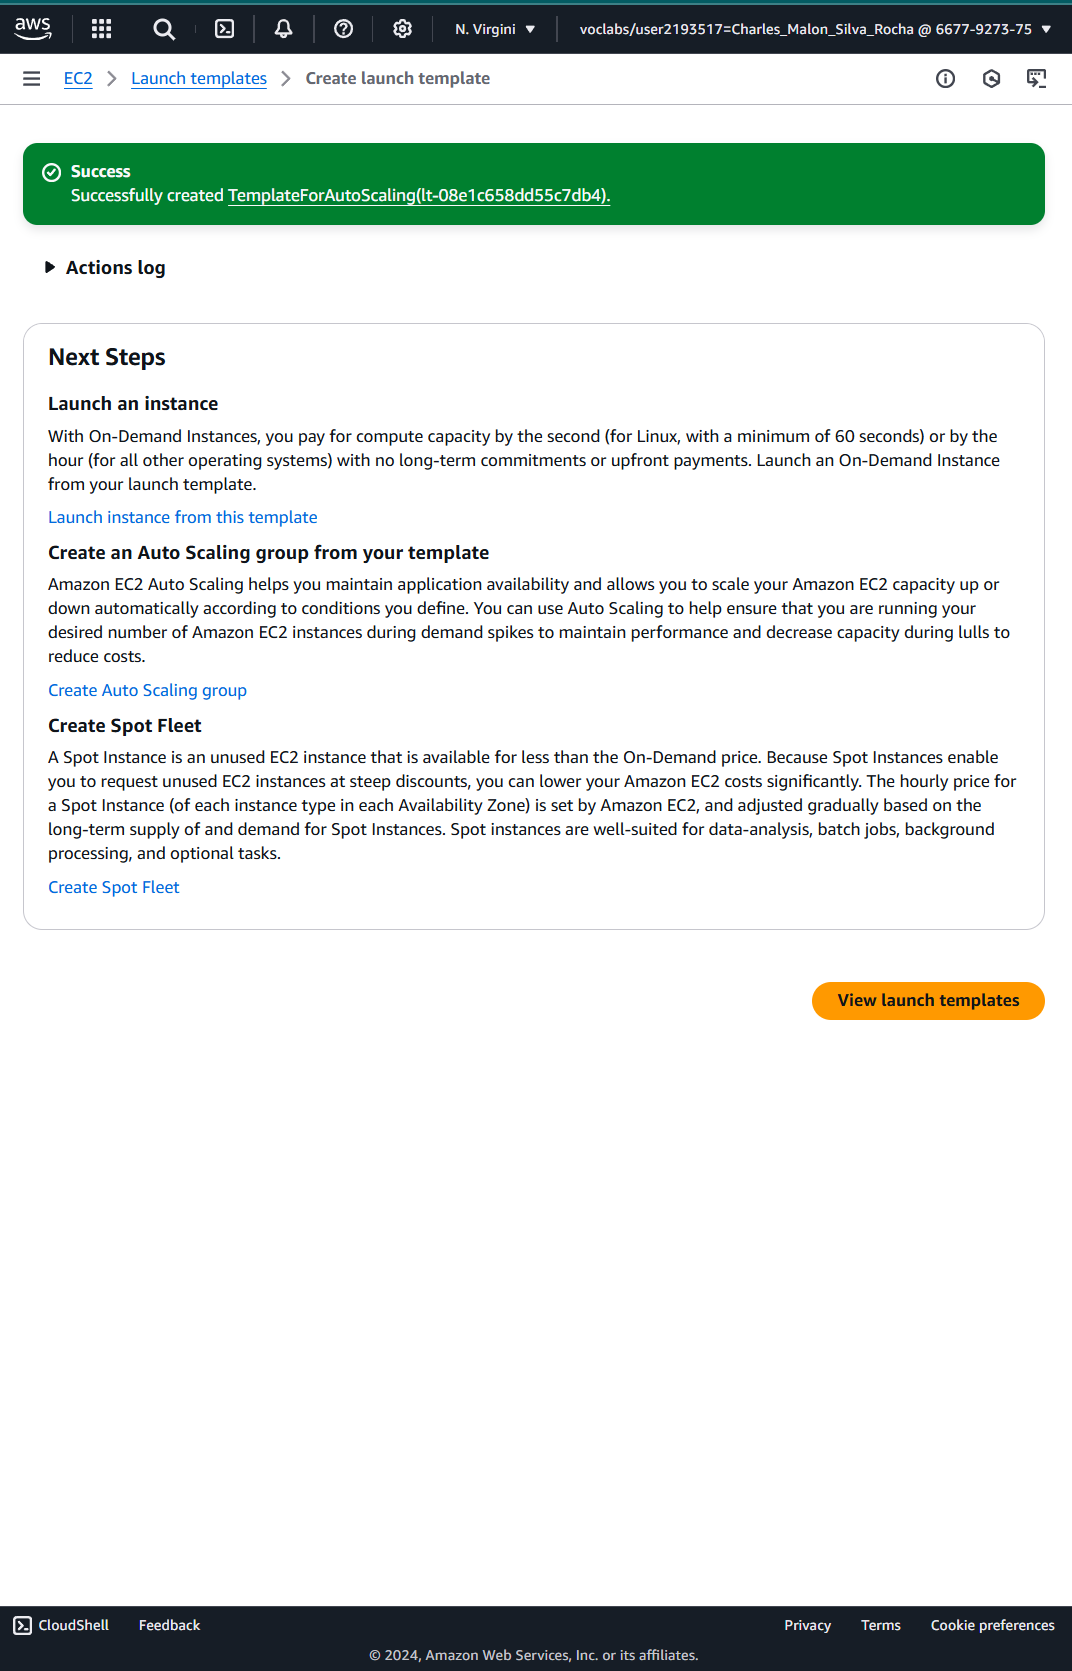 aws
N. Virgini
voclabs/user2193517=Charles_Malon_Silva_Rocha @ 6677-9273-75
EC2 > Launch templates > Create launch template
Success
Successfully created TemplateForAutoScaling(lt-08e1c658dd55c7db4).
Actions log
Next Steps
Launch an instance
With On-Demand Instances, you pay for compute capacity by the second (for Linux, with a minimum of 60 seconds) or by the
hour (for all other operating systems) with no long-term commitments or upfront payments. Launch an On-Demand Instance
from your launch template.
Launch instance from this template
Create an Auto Scaling group from your template
Amazon EC2 Auto Scaling helps you maintain application availability and allows you to scale your Amazon EC2 capacity up or
down automatically according to conditions you define. You can use Auto Scaling to help ensure that you are running your
desired number of Amazon EC2 instances during demand spikes to maintain performance and decrease capacity during lulls to
reduce costs.
Create Auto Scaling group
Create Spot Fleet
A Spot Instance is an unused EC2 instance that is available for less than the On-Demand price. Because Spot Instances enable
you to request unused EC2 instances at steep discounts, you can lower your Amazon EC2 costs significantly. The hourly price for
a Spot Instance (of each instance type in each Availability Zone) is set by Amazon EC2, and adjusted gradually based on the
long-term supply of and demand for Spot Instances. Spot instances are well-suited for data-analysis, batch jobs, background
processing, and optional tasks.
Create Spot Fleet
View launch templates
CloudShell
Feedback
Privacy
Terms
Cookie preferences
© 2024, Amazon Web Services, Inc. or its affiliates.